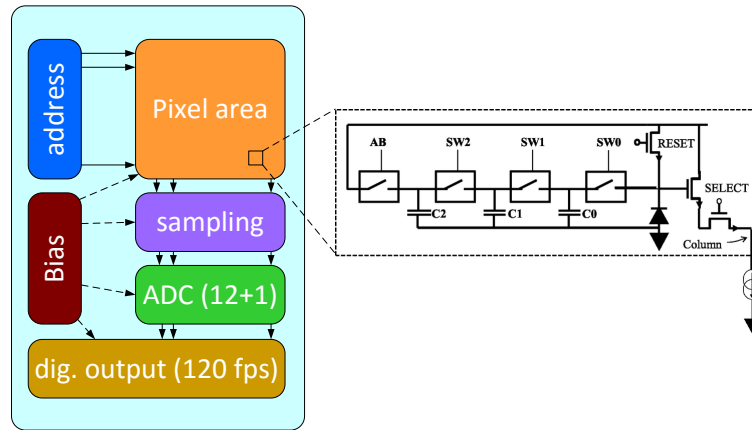 address
Pixel area
Bias
sampling
ADC (12+1)
dig. output (120 fps)
AB
SW2
SW1
SW0
RESET
SELECT
C2
C1
C0
Column